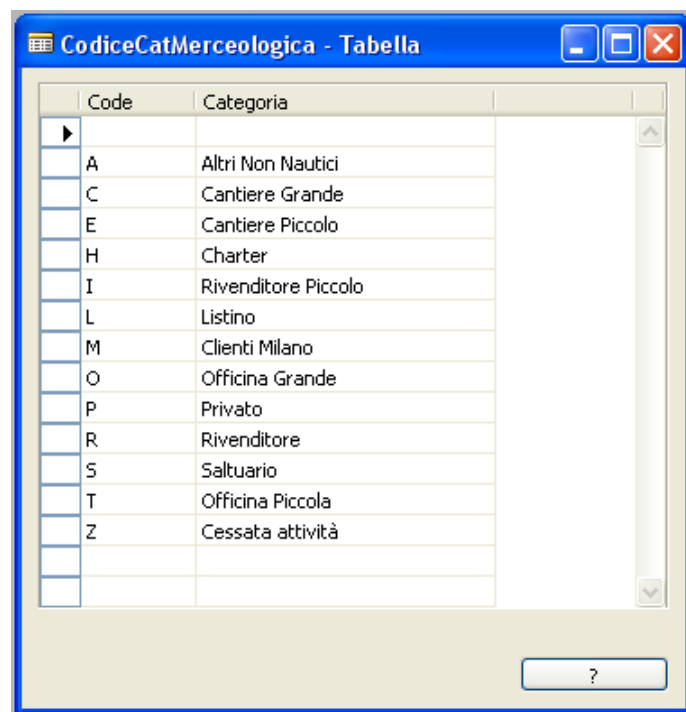 CodiceCatMerceologica - Tabella
Code Categoria
A Altri Non Nautici
C Cantiere Grande
E Cantiere Piccolo
H Charter
I Rivenditore Piccolo
L Listino
M Clienti Milano
O Officina Grande
P Privato
R Rivenditore
S Saltuario
T Officina Piccola
Z Cessata attività
?